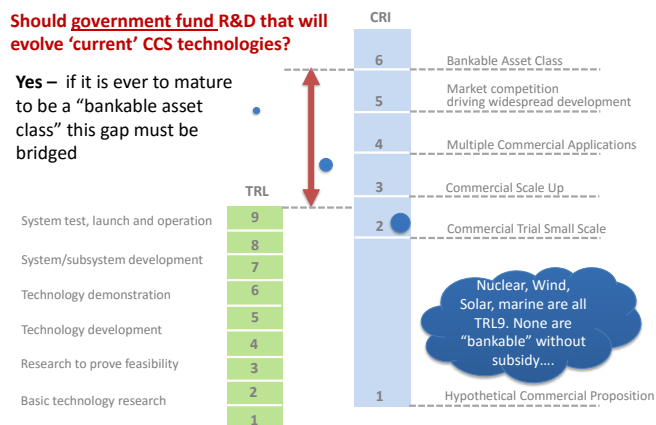 Should government fund R&D that will
evolve ‘current’ CCS technologies?
Yes – if it is ever to mature
to be a “bankable asset
class” this gap must be
bridged
CRI
6 Bankable Asset Class
5 Market competition
driving widespread development
4 Multiple Commercial Applications
3 Commercial Scale Up
2 Commercial Trial Small Scale
1 Hypothetical Commercial Proposition
TRL
System test, launch and operation 9
8
System/subsystem development
7
Technology demonstration 6
5
Technology development
4
Research to prove feasibility 3
Basic technology research 2
1
Nuclear, Wind,
Solar, marine are all
TRL9. None are
“bankable” without
subsidy….